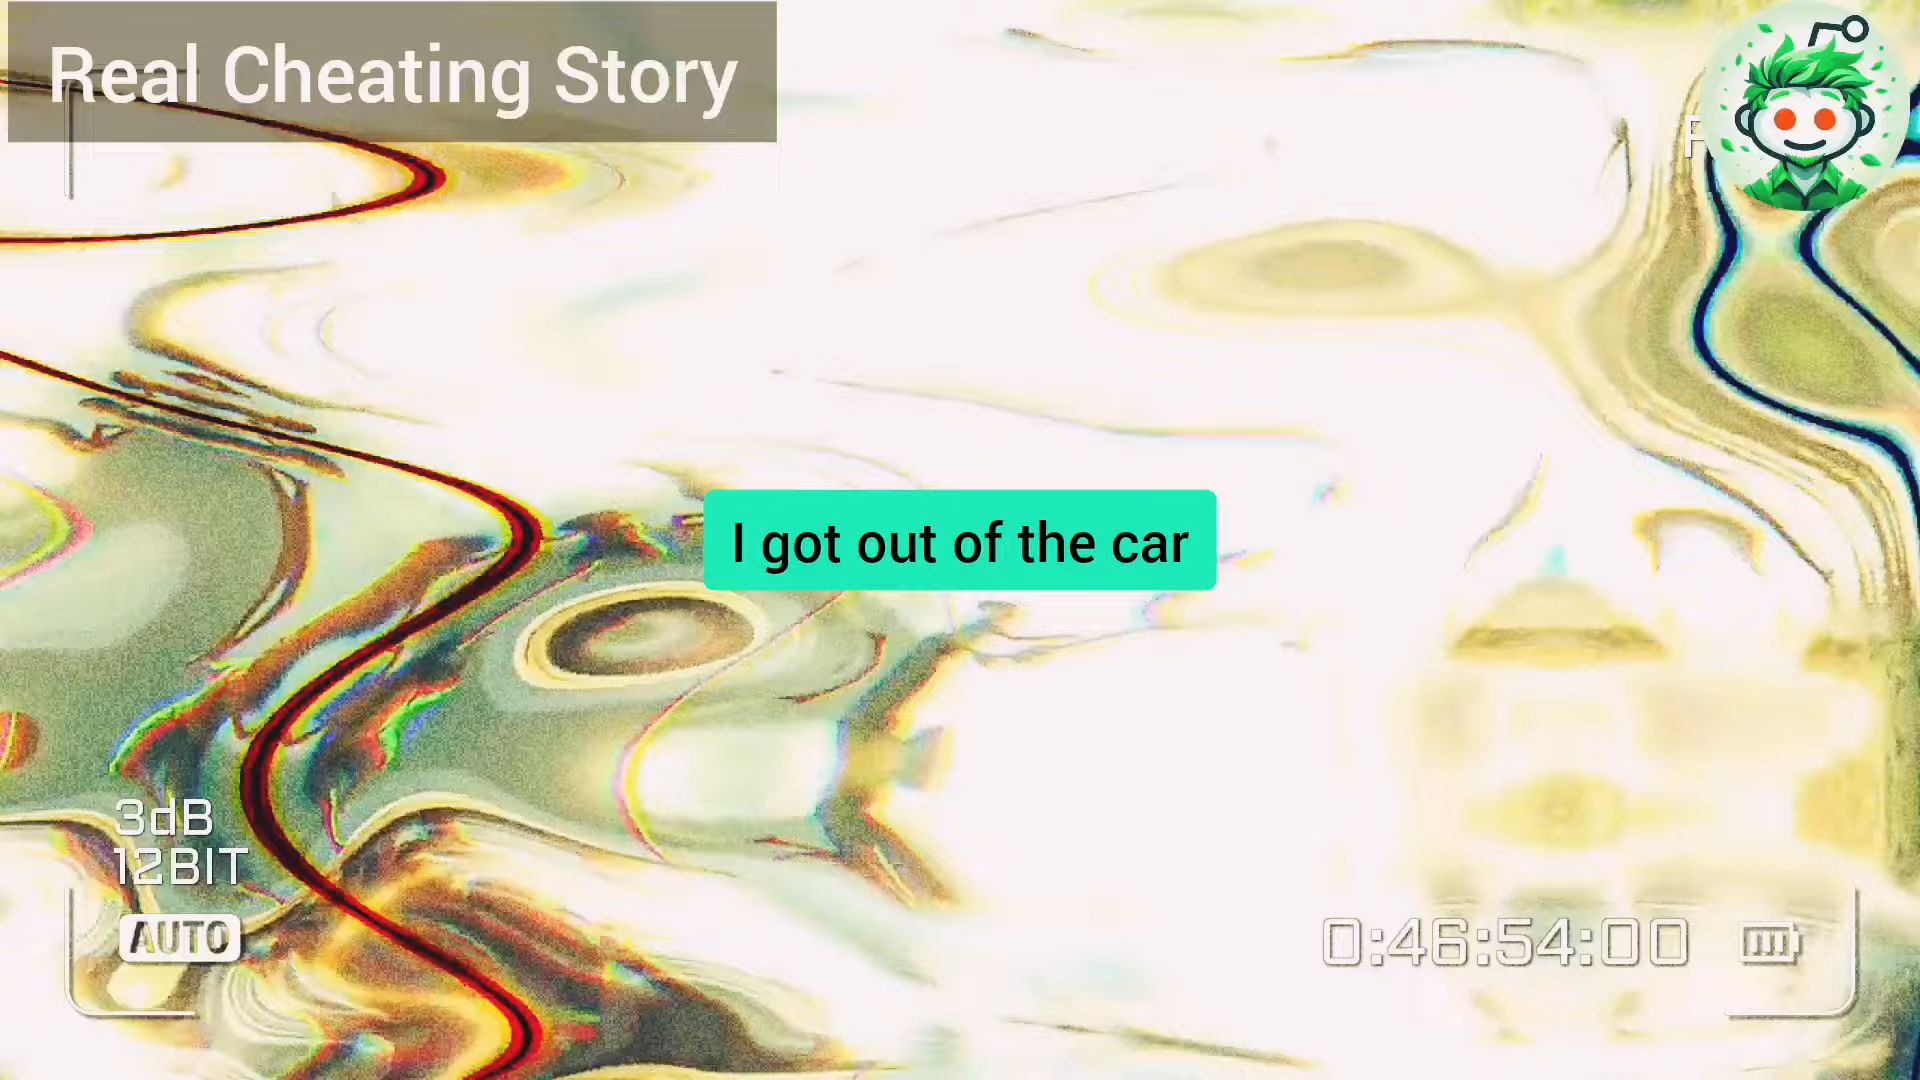 Real Cheating Story
R
I got out of the car
3dB
12BIT
AUTO
0:46:54:00